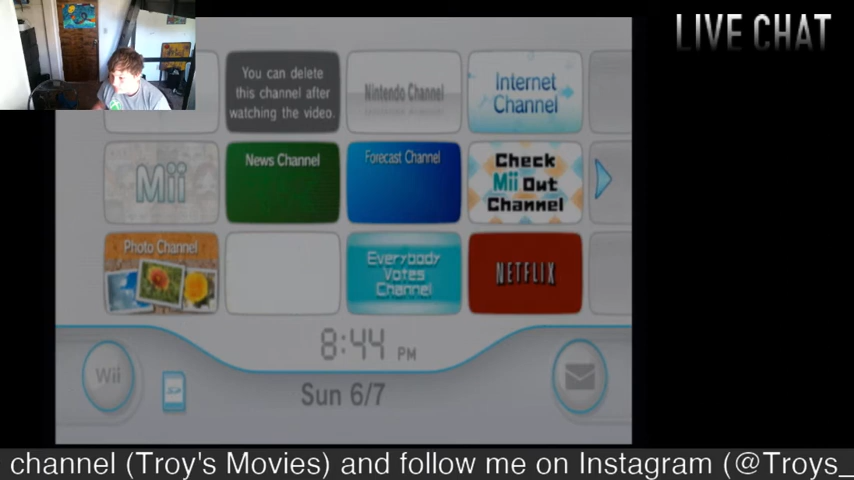 LIVE CHAT
You can delete
this channel after
watching the video.
Nintendo Channel
Internet
Channel
Mii
News Channel
Forecast Channel
Check
Mii Out
Channel
Photo Channel
Everybody
Votes
Channel
NETFLIX
8:44 PM
Wii
Sun 6/7
channel (Troy's Movies) and follow me on Instagram (@Troys_